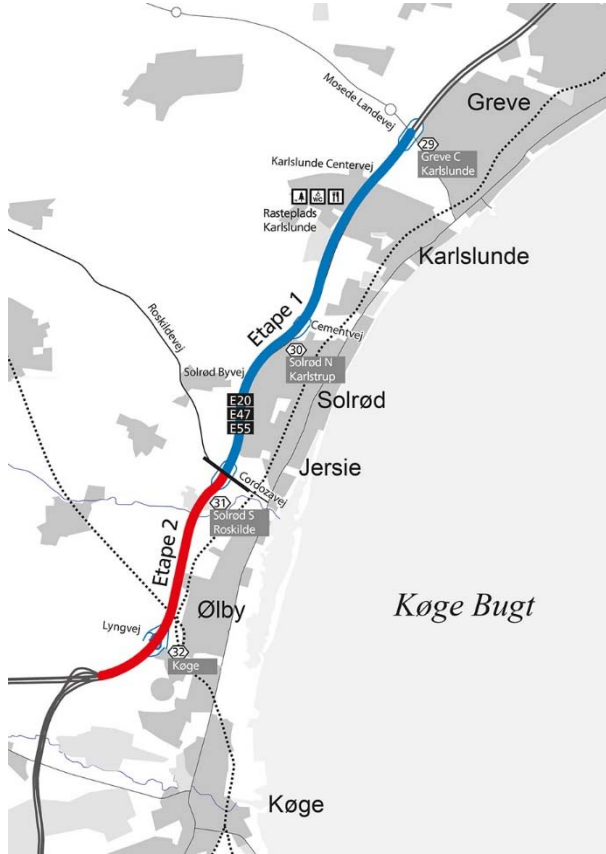 Mosede Landevej
Greve
29
Greve C
Karlslunde
Karlslunde Centervej
WC
Rasteplads
Karlslunde
Karlslunde
Roskildevej
Etape 1
Cementvej
30
Solrød N
Karlstrup
Solrød Byvej
Solrød
E20
E47
E55
Jersie
Cordozavej
31
Solrød S
Roskilde
Etape 2
Ølby
Køge Bugt
Lyngvej
32
Køge
Køge